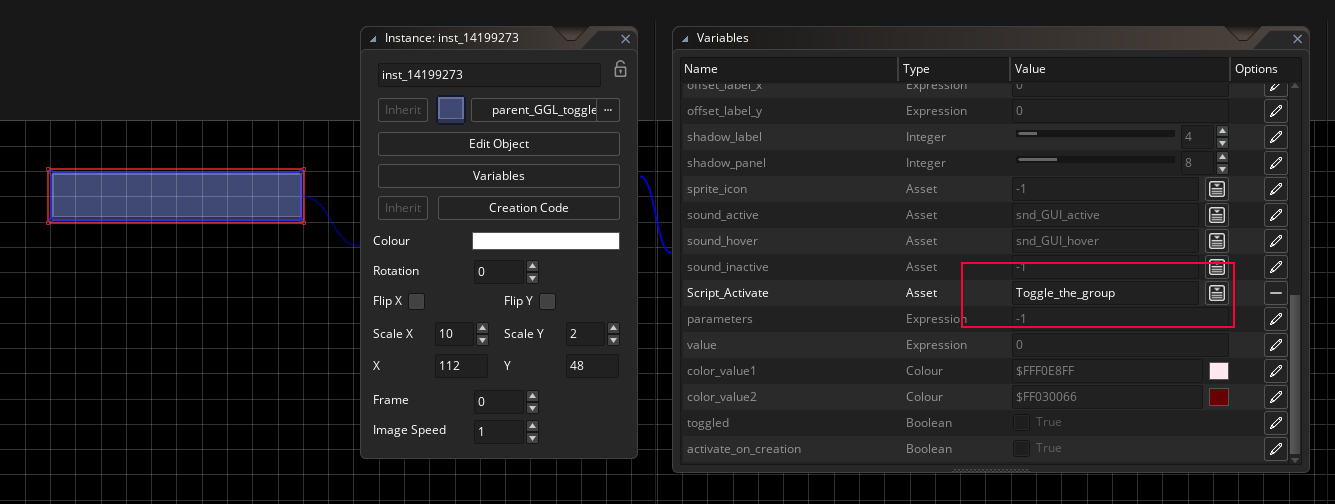 Instance: inst_14199273
inst_14199273
Inherit parent_GGL_toggle ...
Edit Object
Variables
Inherit Creation Code
Colour
Rotation 0
Flip X Flip Y
Scale X 10 Scale Y 2
X 112 Y 48
Frame 0
Image Speed 1
Variables
Name Type Value Options
offset_label_x Expression 0
offset_label_y Expression 0
shadow_label Integer 4
shadow_panel Integer 8
sprite_icon Asset -1
sound_active Asset snd_GUI_active
sound_hover Asset snd_GUI_hover
sound_inactive Asset -1
Script_Activate Asset Toggle_the_group
parameters Expression -1
value Expression 0
color_value1 Colour $FFF0E8FF
color_value2 Colour $FF030066
toggled Boolean True
activate_on_creation Boolean True